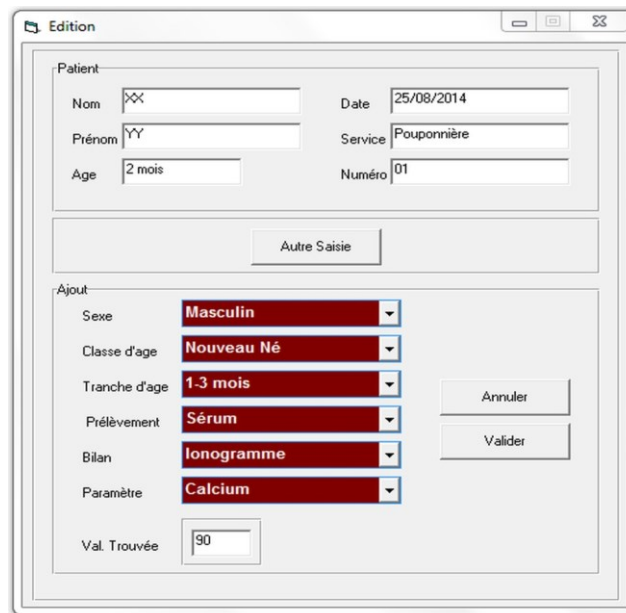 Edition
Patient
Nom XX Date 25/08/2014
Prénom YY Service Pouponnière
Age 2 mois Numéro 01
Autre Saisie
Ajout
Sexe Masculin
Classe d'age Nouveau Né
Tranche d'age 1-3 mois
Annuler
Prélèvement Sérum
Valider
Bilan Ionogramme
Paramètre Calcium
Val. Trouvée 90